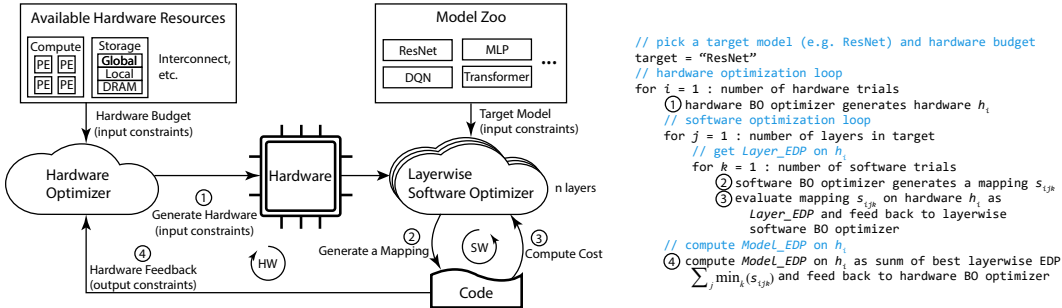 Available Hardware Resources
Compute
PE PE
PE PE
Storage
Global
Local
DRAM
Interconnect,
etc.
Model Zoo
ResNet
MLP
DQN
Transformer
...
Hardware Budget
(input constraints)
Target Model
(input constraints)
Hardware
Optimizer
Hardware
Layerwise
Software Optimizer
n layers
1
Generate Hardware
(input constraints)
2
Generate a Mapping
3
Compute Cost
SW
HW
4
Hardware Feedback
(output constraints)
Code
// pick a target model (e.g. ResNet) and hardware budget
target = “ResNet”
// hardware optimization loop
for i = 1 : number of hardware trials
① hardware BO optimizer generates hardware h_i
// software optimization loop
for j = 1 : number of layers in target
// get Layer_EDP on h_i
for k = 1 : number of software trials
② software BO optimizer generates a mapping s_ijk
③ evaluate mapping s_ijk on hardware h_i as
Layer_EDP and feed back to layerwise
software BO optimizer
// compute Model_EDP on h_i
④ compute Model_EDP on h_i as sunm of best layerwise EDP
∑_j min_k(s_ijk) and feed back to hardware BO optimizer